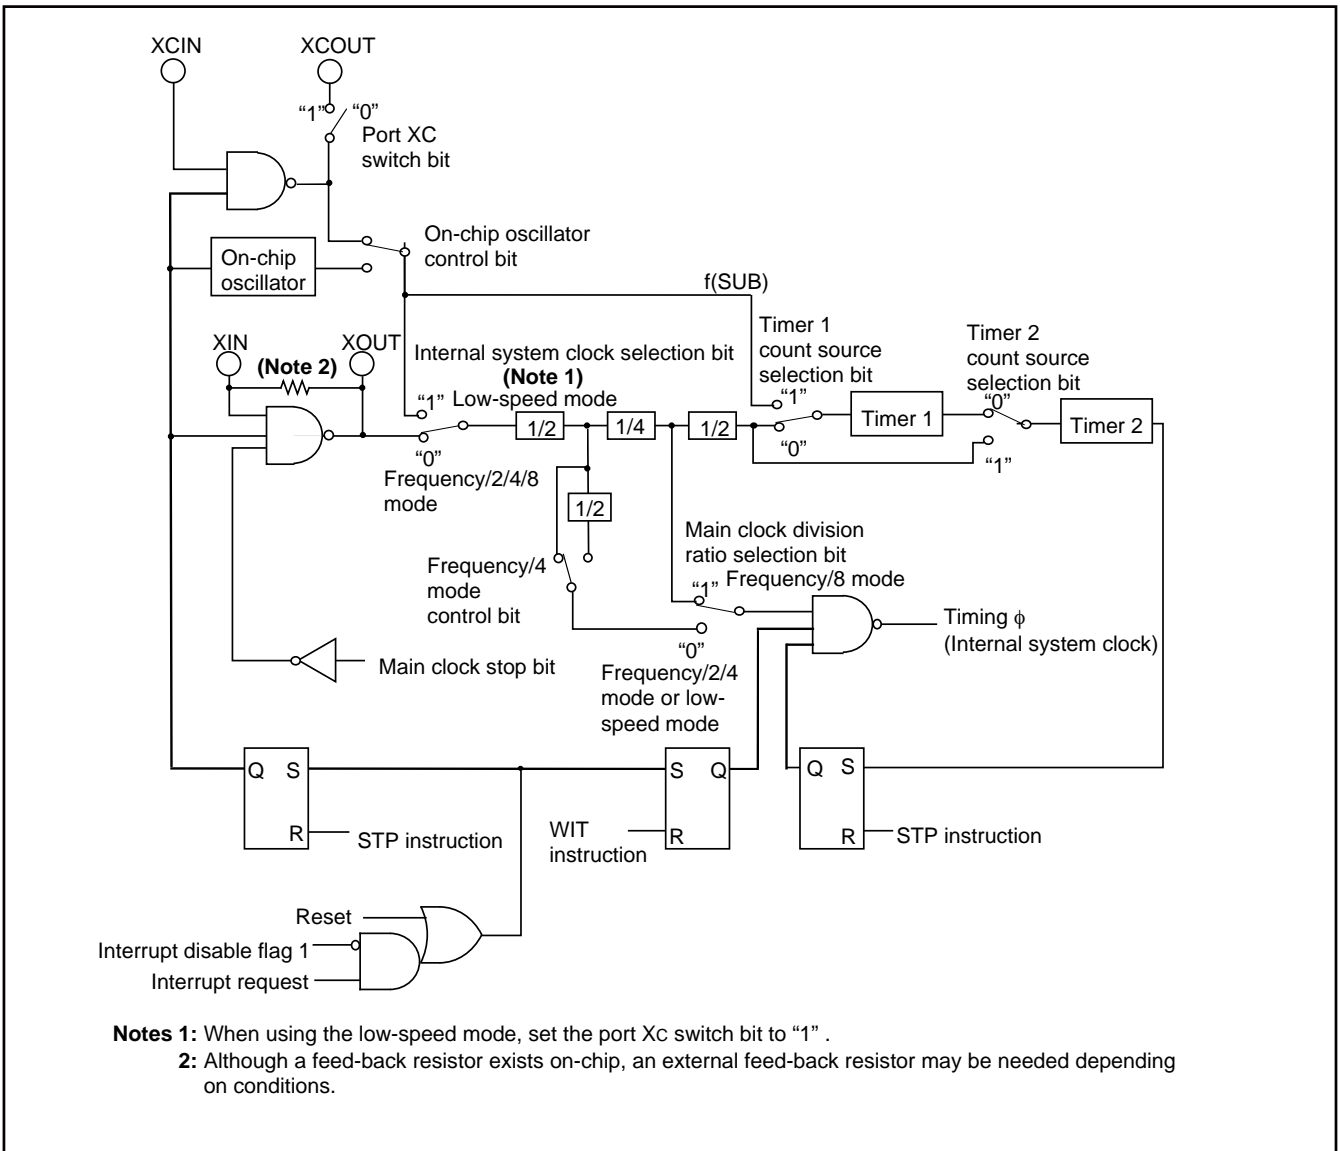 XCIN
XCOUT
“1”
“0”
Port XC
switch bit
On-chip
oscillator
On-chip oscillator
control bit
f(SUB)
XIN
(Note 2)
XOUT
Internal system clock selection bit
(Note 1)
“1”
Low-speed mode
“0”
Frequency/2/4/8
mode
1/2
1/4
1/2
Timer 1
count source
selection bit
“1”
“0”
Timer 1
Timer 2
count source
selection bit
“0”
“1”
Timer 2
1/2
Frequency/4
mode
control bit
Main clock division
ratio selection bit
“1”
Frequency/8 mode
“0”
Frequency/2/4
mode or low-
speed mode
Timing ϕ
(Internal system clock)
Main clock stop bit
Q
S
R
STP instruction
WIT
instruction
S
Q
R
Q
S
R
STP instruction
Reset
Interrupt disable flag 1
Interrupt request
Notes 1: When using the low-speed mode, set the port XC switch bit to “1” .
2: Although a feed-back resistor exists on-chip, an external feed-back resistor may be needed depending
on conditions.